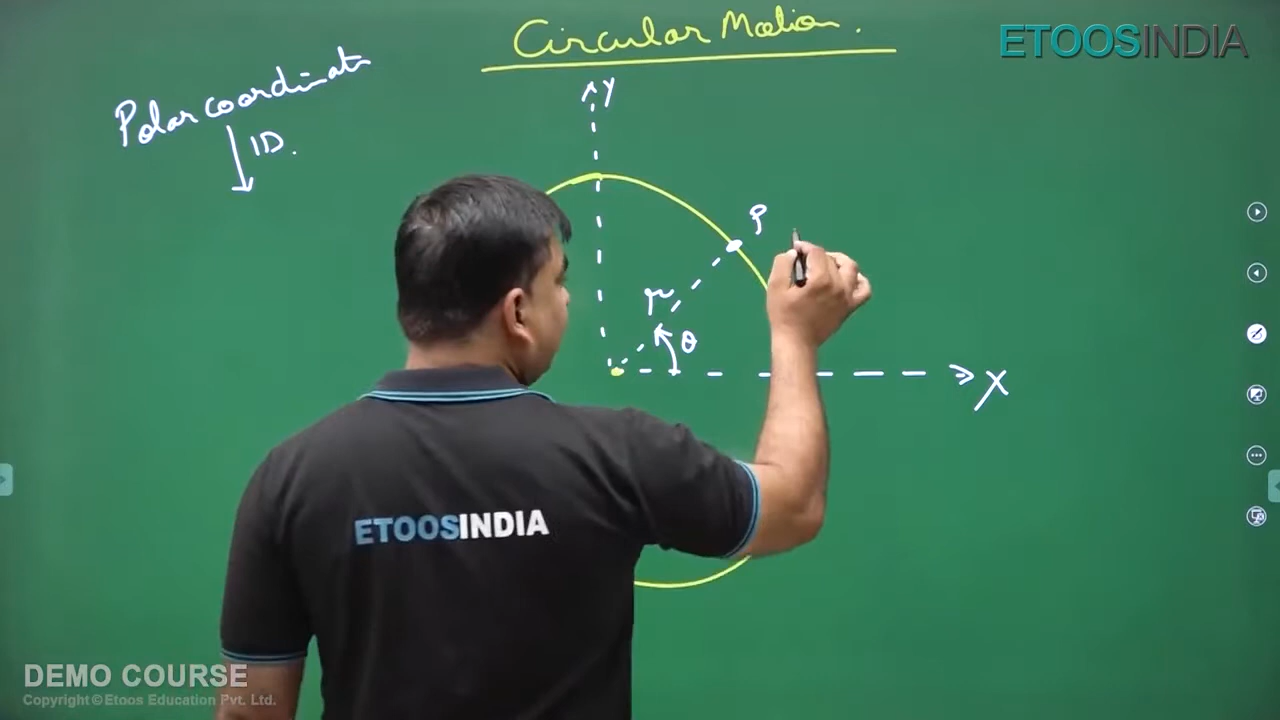 Circular Motion.
ETOOSINDIA
Polar coordinate
1D.
Y
P
r
θ
X
ETOOSINDIA
DEMO COURSE
Copyright©Etoos Education Pvt. Ltd.